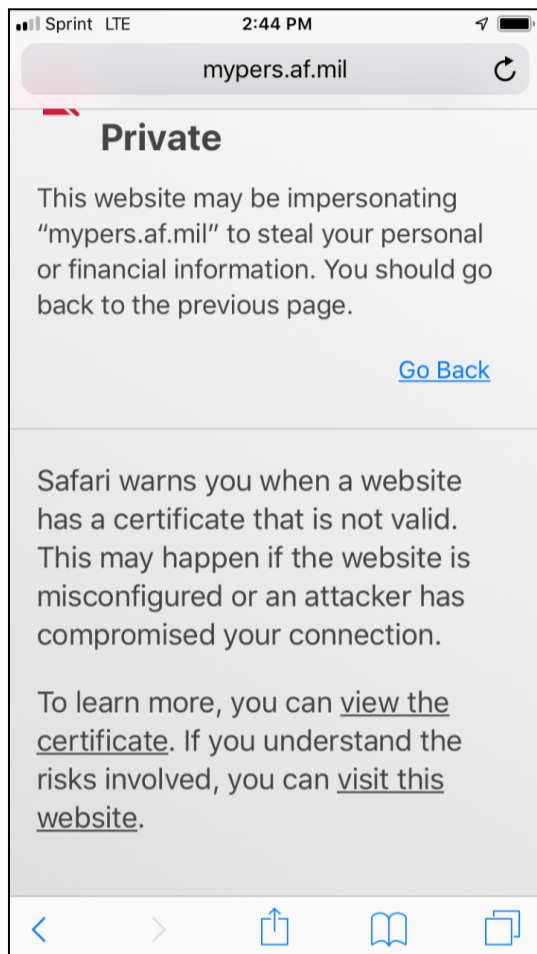 Sprint LTE 2:44 PM
mypers.af.mil
Private
This website may be impersonating
“mypers.af.mil” to steal your personal
or financial information. You should go
back to the previous page.
Go Back
Safari warns you when a website
has a certificate that is not valid.
This may happen if the website is
misconfigured or an attacker has
compromised your connection.
To learn more, you can view the
certificate. If you understand the
risks involved, you can visit this
website.